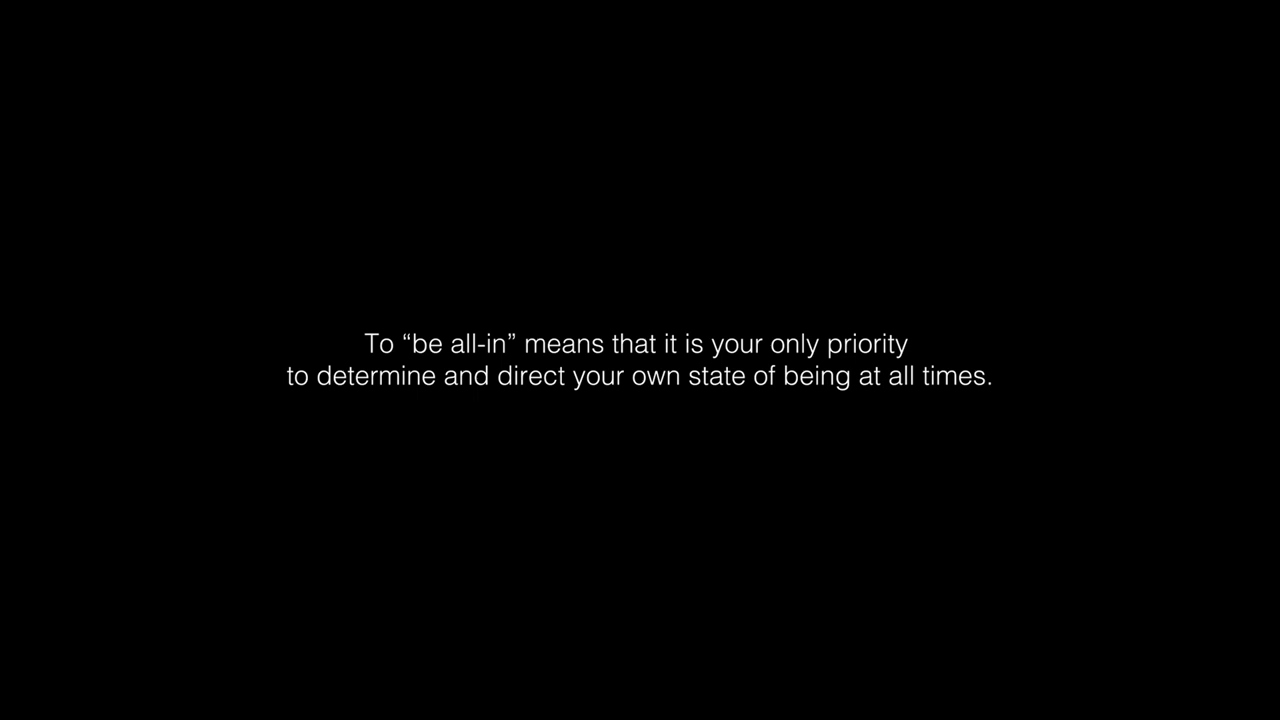 To “be all-in” means that it is your only priority
to determine and direct your own state of being at all times.